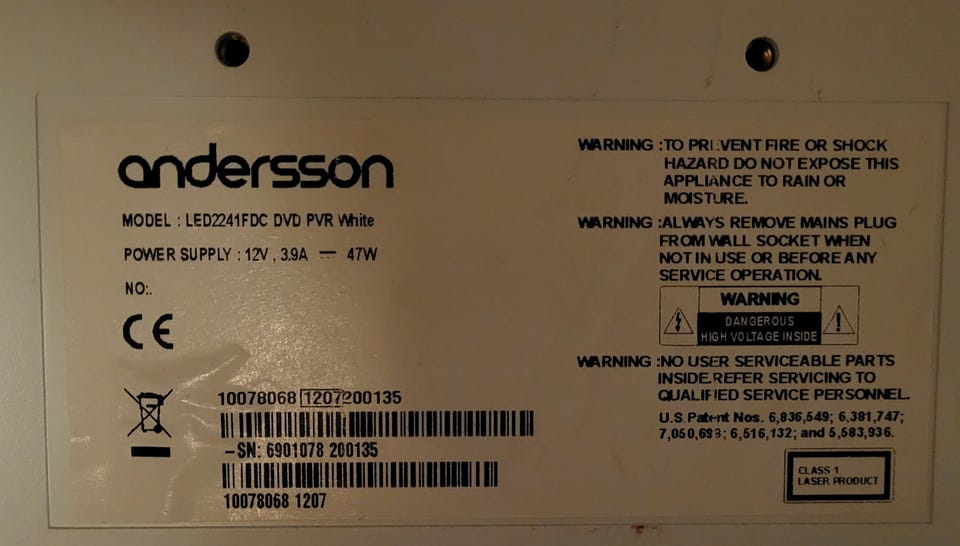 andersson
MODEL : LED2241FDC DVD PVR White
POWER SUPPLY : 12V , 3.9A ⎓ 47W
NO:.
CE
10078068 1207200135
-SN: 6901078 200135
10078068 1207
WARNING :TO PREVENT FIRE OR SHOCK
HAZARD DO NOT EXPOSE THIS
APPLIANCE TO RAIN OR
MOISTURE.
WARNING :ALWAYS REMOVE MAINS PLUG
FROM WALL SOCKET WHEN
NOT IN USE OR BEFORE ANY
SERVICE OPERATION.
WARNING
DANGEROUS
HIGH VOLTAGE INSIDE
WARNING :NO USER SERVICEABLE PARTS
INSIDE.REFER SERVICING TO
QUALIFIED SERVICE PERSONNEL.
U.S. Patent Nos. 6,836,549; 6,381,747;
7,050,698; 6,516,132; and 5,583,936.
CLASS 1
LASER PRODUCT